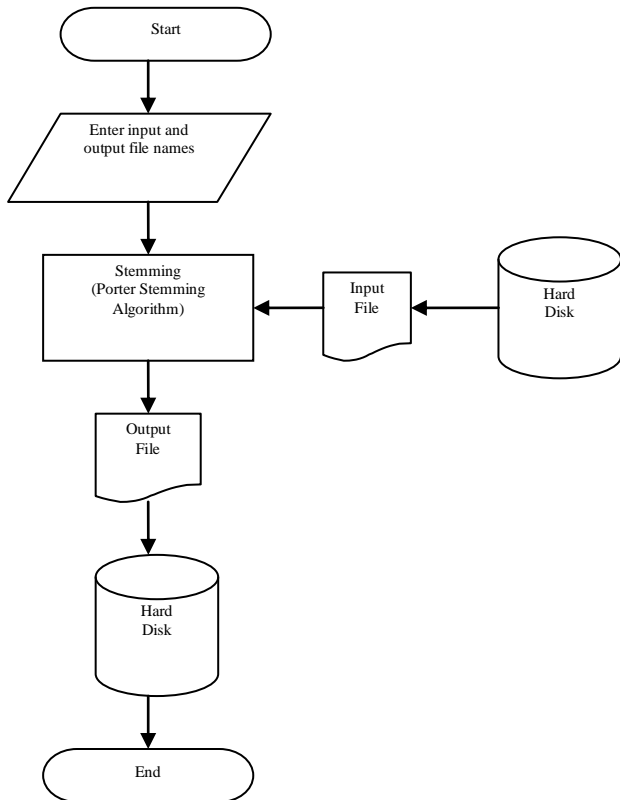 Start
Enter input and
output file names
Stemming
(Porter Stemming
Algorithm)
Input
File
Hard
Disk
Output
File
Hard
Disk
End